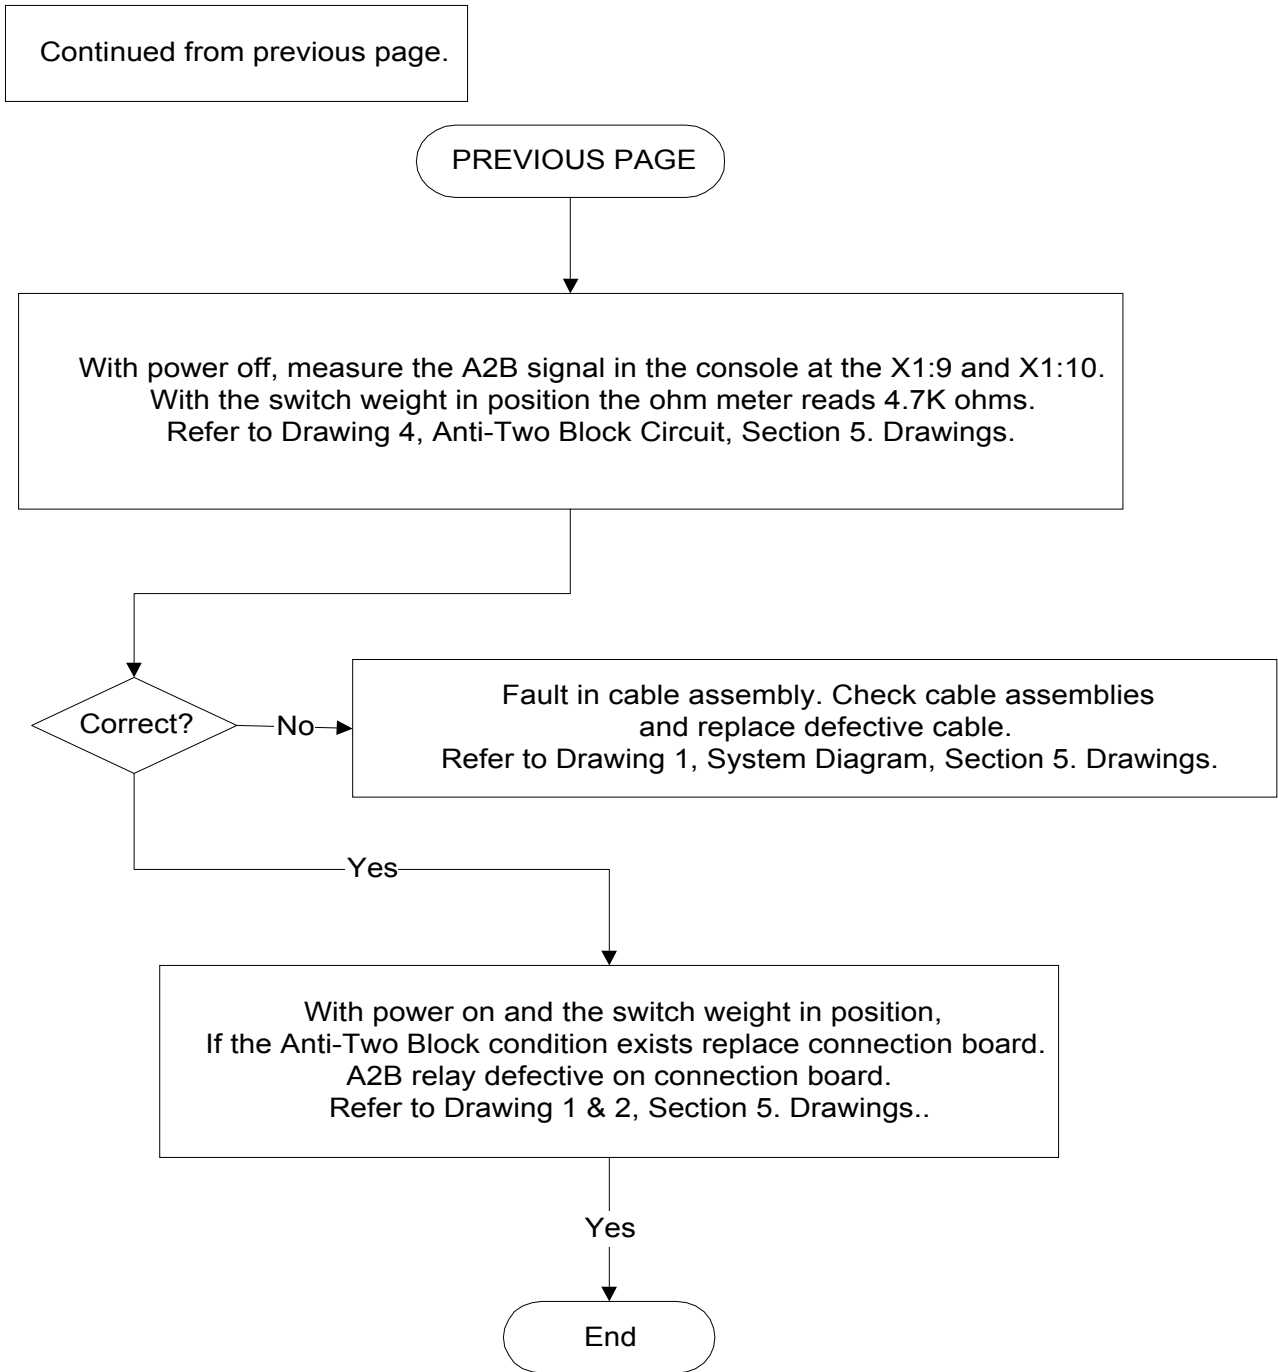 Continued from previous page.
PREVIOUS PAGE
With power off, measure the A2B signal in the console at the X1:9 and X1:10.
With the switch weight in position the ohm meter reads 4.7K ohms.
Refer to Drawing 4, Anti-Two Block Circuit, Section 5. Drawings.
Correct?
No
Fault in cable assembly. Check cable assemblies
and replace defective cable.
Refer to Drawing 1, System Diagram, Section 5. Drawings.
Yes
With power on and the switch weight in position,
If the Anti-Two Block condition exists replace connection board.
A2B relay defective on connection board.
Refer to Drawing 1 & 2, Section 5. Drawings..
Yes
End